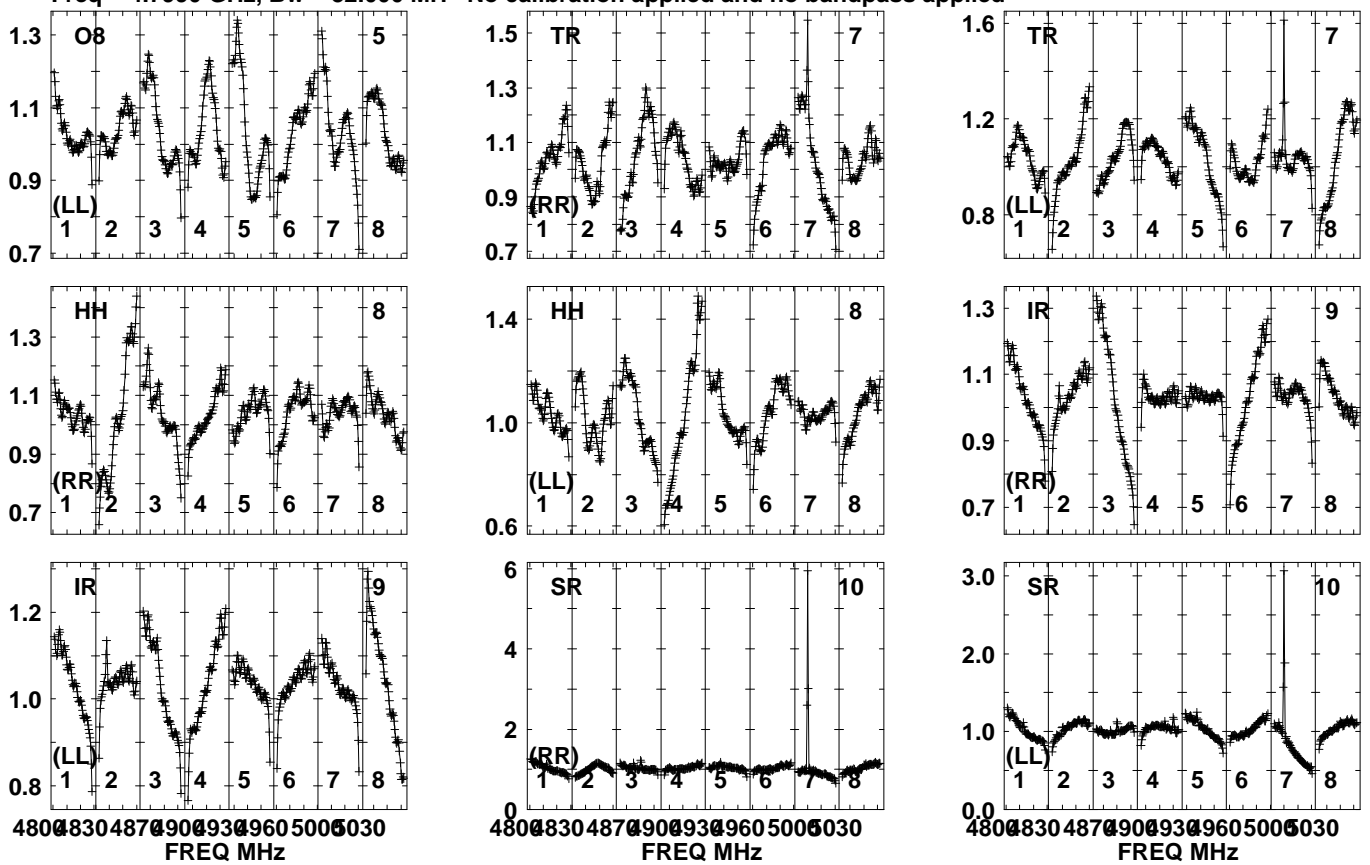 No calibration applied and no bandpass applied
O8 5
1.3
1.1
0.9
0.7
(LL)
1 2 3 4 5 6 7 8
TR 7
1.5
1.3
1.1
0.9
0.7
(RR)
1 2 3 4 5 6 7 8
TR 7
1.6
1.2
0.8
(LL)
1 2 3 4 5 6 7 8
HH 8
1.3
1.1
0.9
0.7
(RR)
1 2 3 4 5 6 7 8
HH 8
1.4
1.0
0.6
(LL)
1 2 3 4 5 6 7 8
IR 9
1.3
1.1
0.9
0.7
(RR)
1 2 3 4 5 6 7 8
IR 9
1.2
1.0
0.8
(LL)
1 2 3 4 5 6 7 8
4800 4830 4870 4900 4930 4960 5000 5030
FREQ MHz
SR 10
6
4
2
0
(RR)
1 2 3 4 5 6 7 8
SR 10
3.0
2.0
1.0
0.0
(LL)
1 2 3 4 5 6 7 8
4800 4830 4870 4900 4930 4960 5000 5030
FREQ MHz